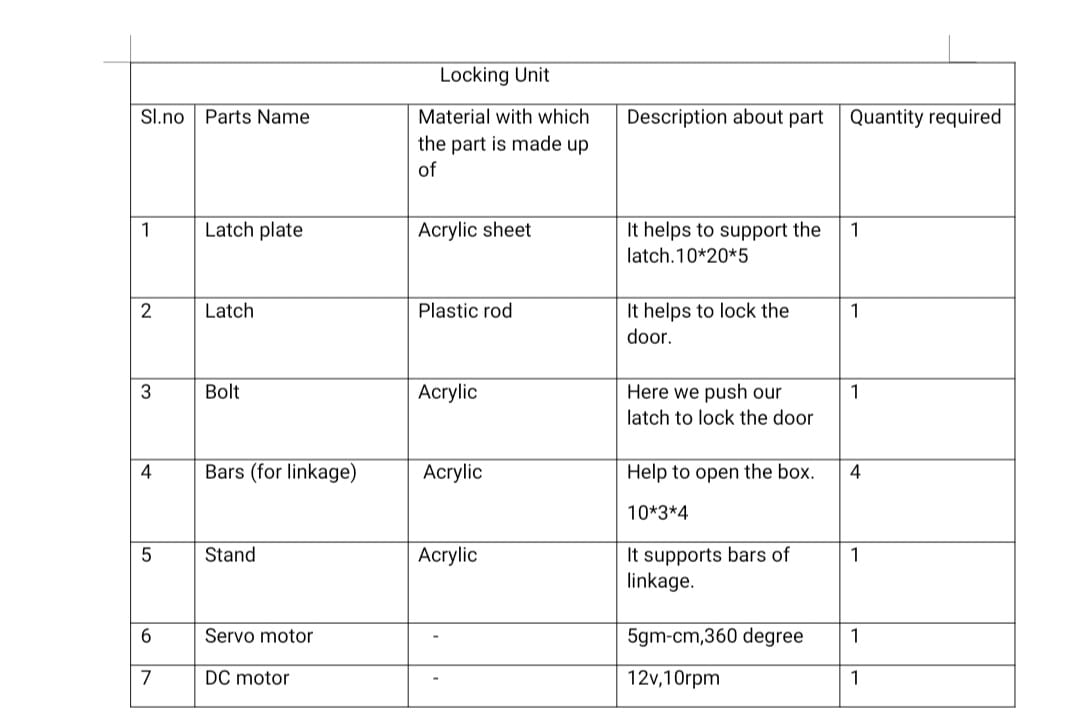 Locking Unit
Sl.no Parts Name Material with which Description about part Quantity required
the part is made up
of
1 Latch plate Acrylic sheet It helps to support the 1
latch.10*20*5
2 Latch Plastic rod It helps to lock the 1
door.
3 Bolt Acrylic Here we push our 1
latch to lock the door
4 Bars (for linkage) Acrylic Help to open the box. 4
10*3*4
5 Stand Acrylic It supports bars of 1
linkage.
6 Servo motor - 5gm-cm,360 degree 1
7 DC motor - 12v,10rpm 1